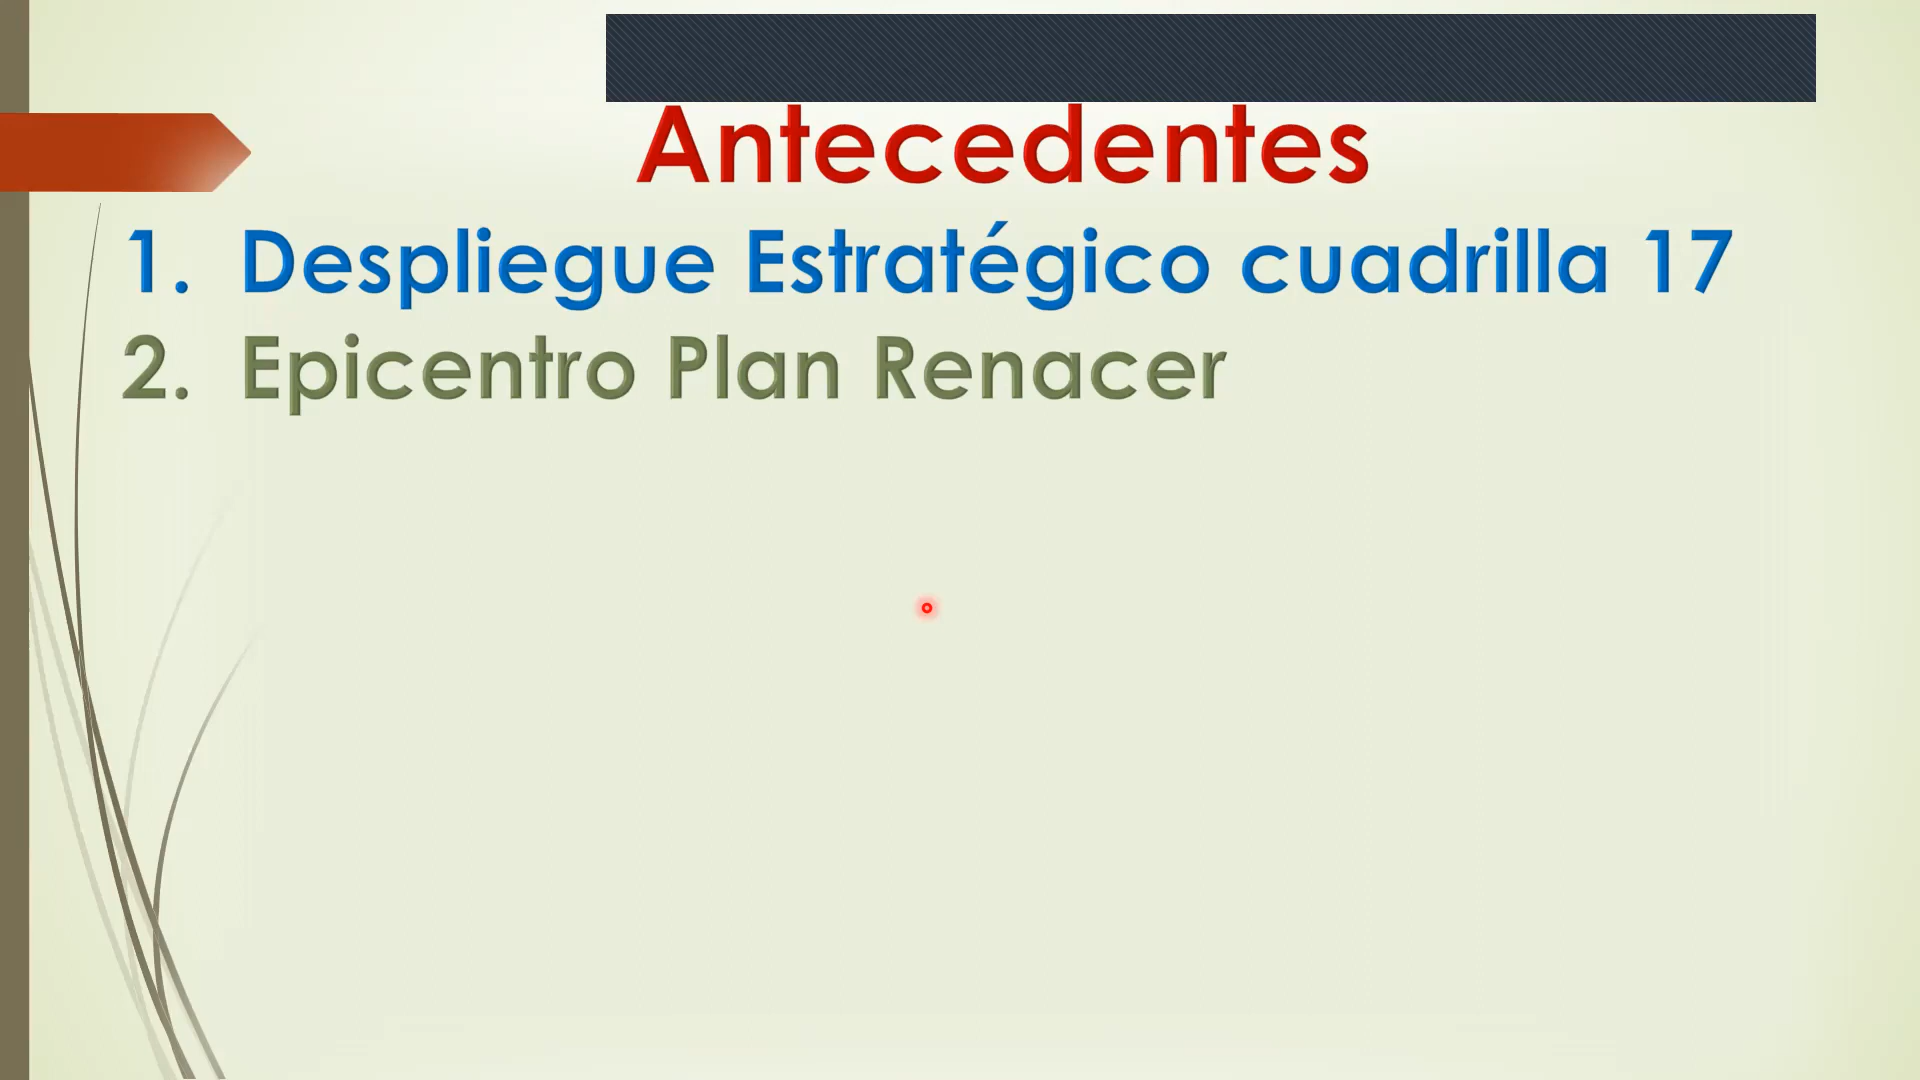 Antecedentes
1. Despliegue Estratégico cuadrilla 17
2. Epicentro Plan Renacer